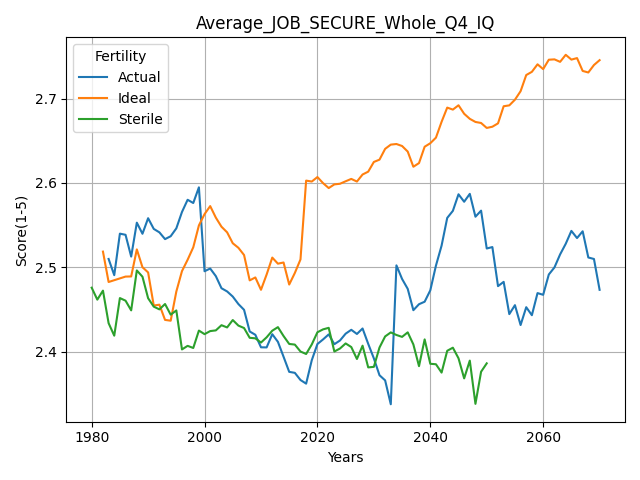 Average_JOB_SECURE_Whole_Q4_IQ
Fertility
Actual
Ideal
Sterile
Score(1-5)
2.7
2.6
2.5
2.4
1980
2000
2020
2040
2060
Years